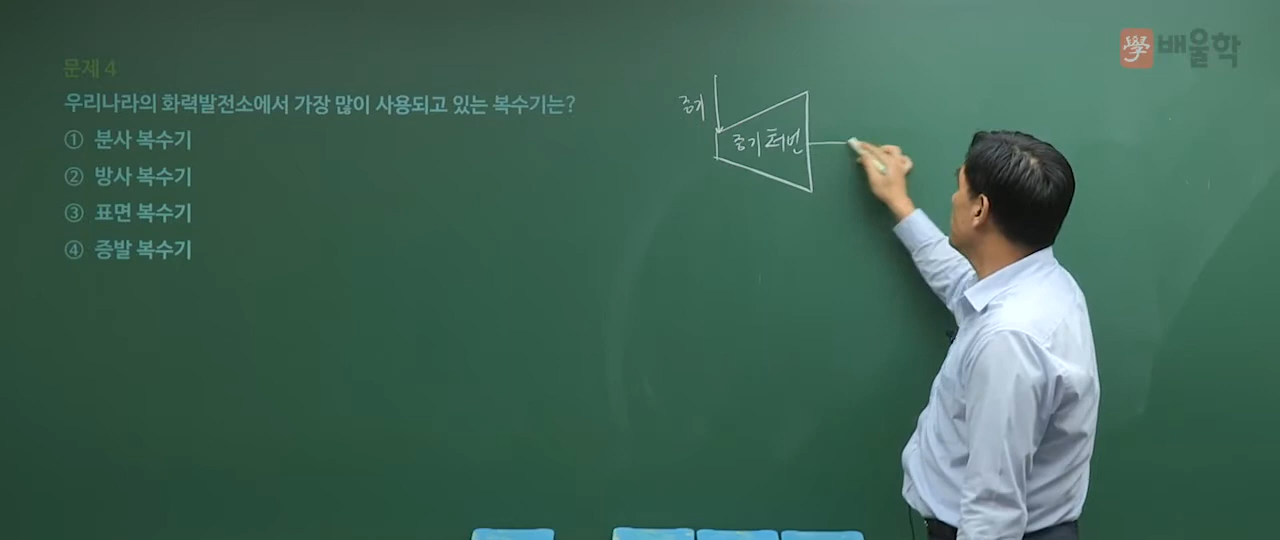 學 배울학
문제 4
우리나라의 화력발전소에서 가장 많이 사용되고 있는 복수기는?
① 분사 복수기
② 방사 복수기
③ 표면 복수기
④ 증발 복수기
증기
증기 터빈